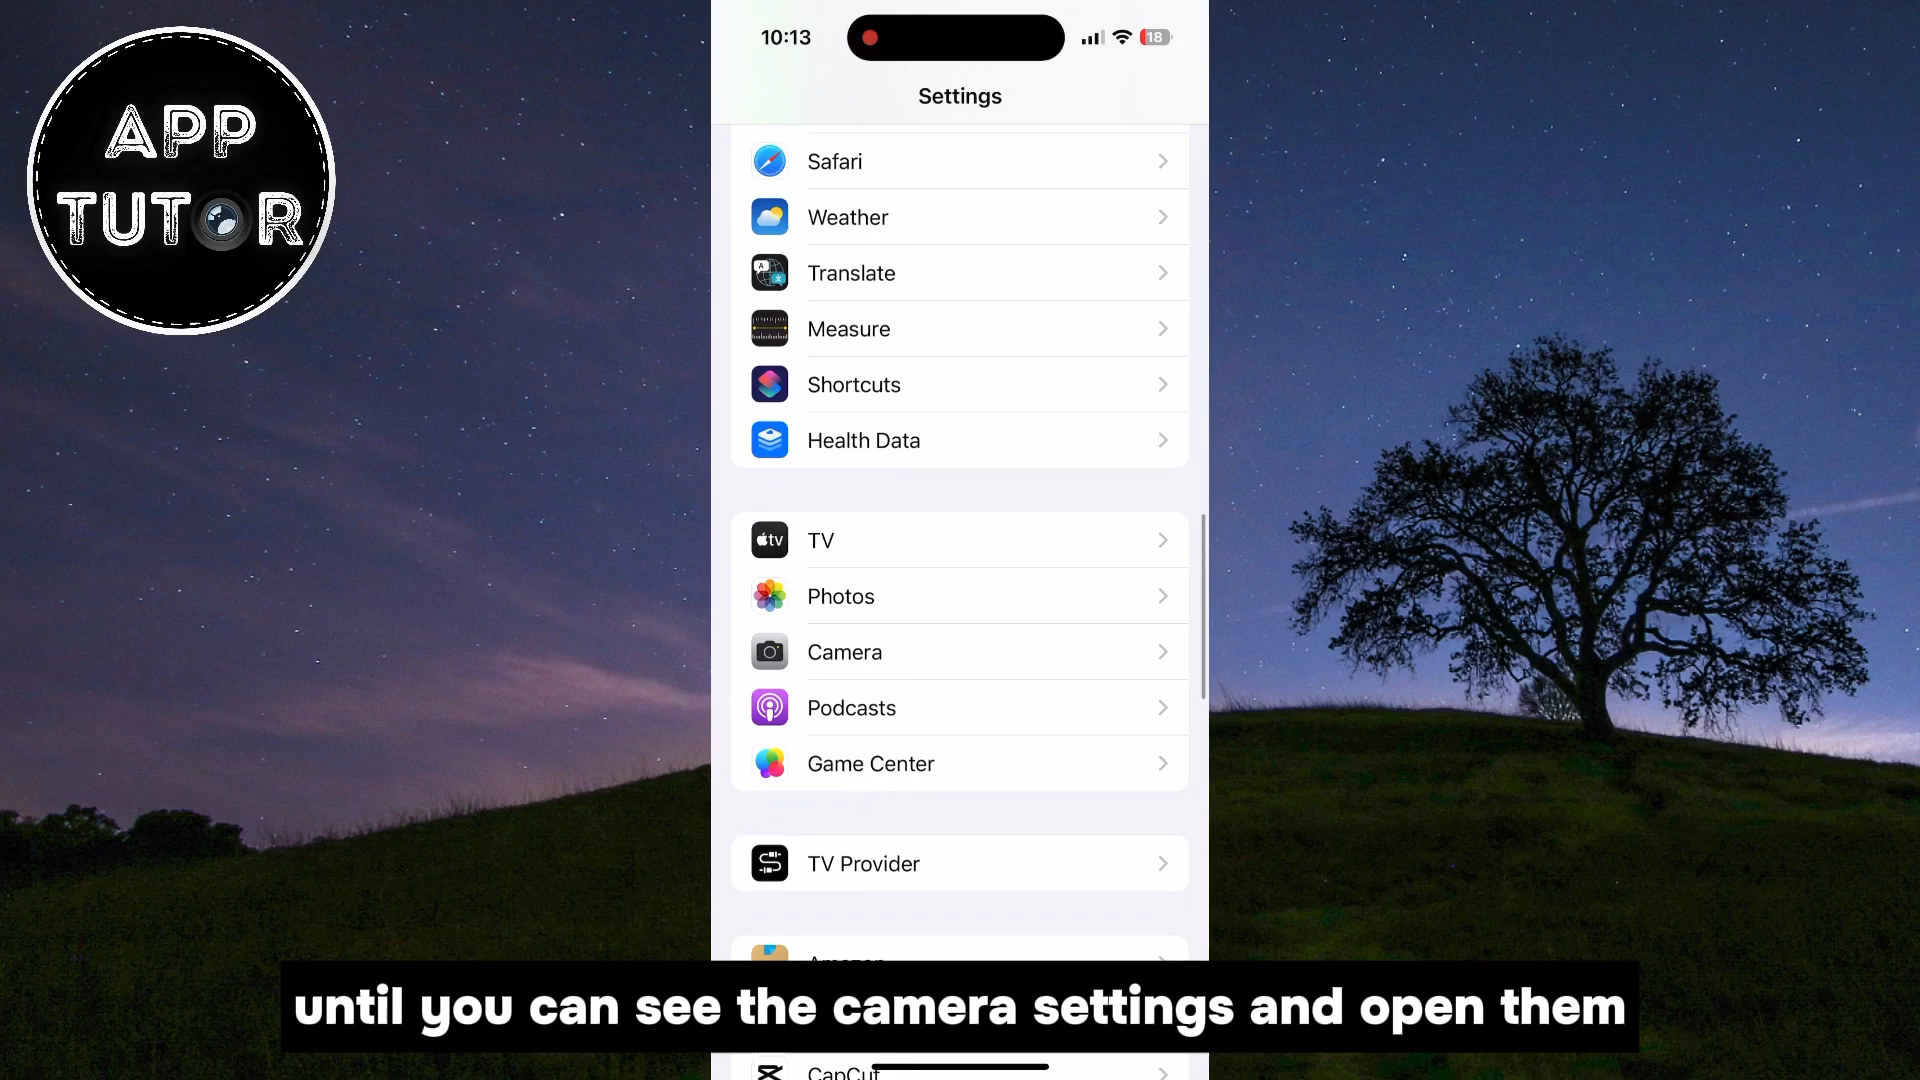 APP
TUTOR
10:13
18
Settings
Safari
Weather
Translate
Measure
Shortcuts
Health Data
tv
TV
Photos
Camera
Podcasts
Game Center
TV Provider
Amazon
until you can see the camera settings and open them
CapCut